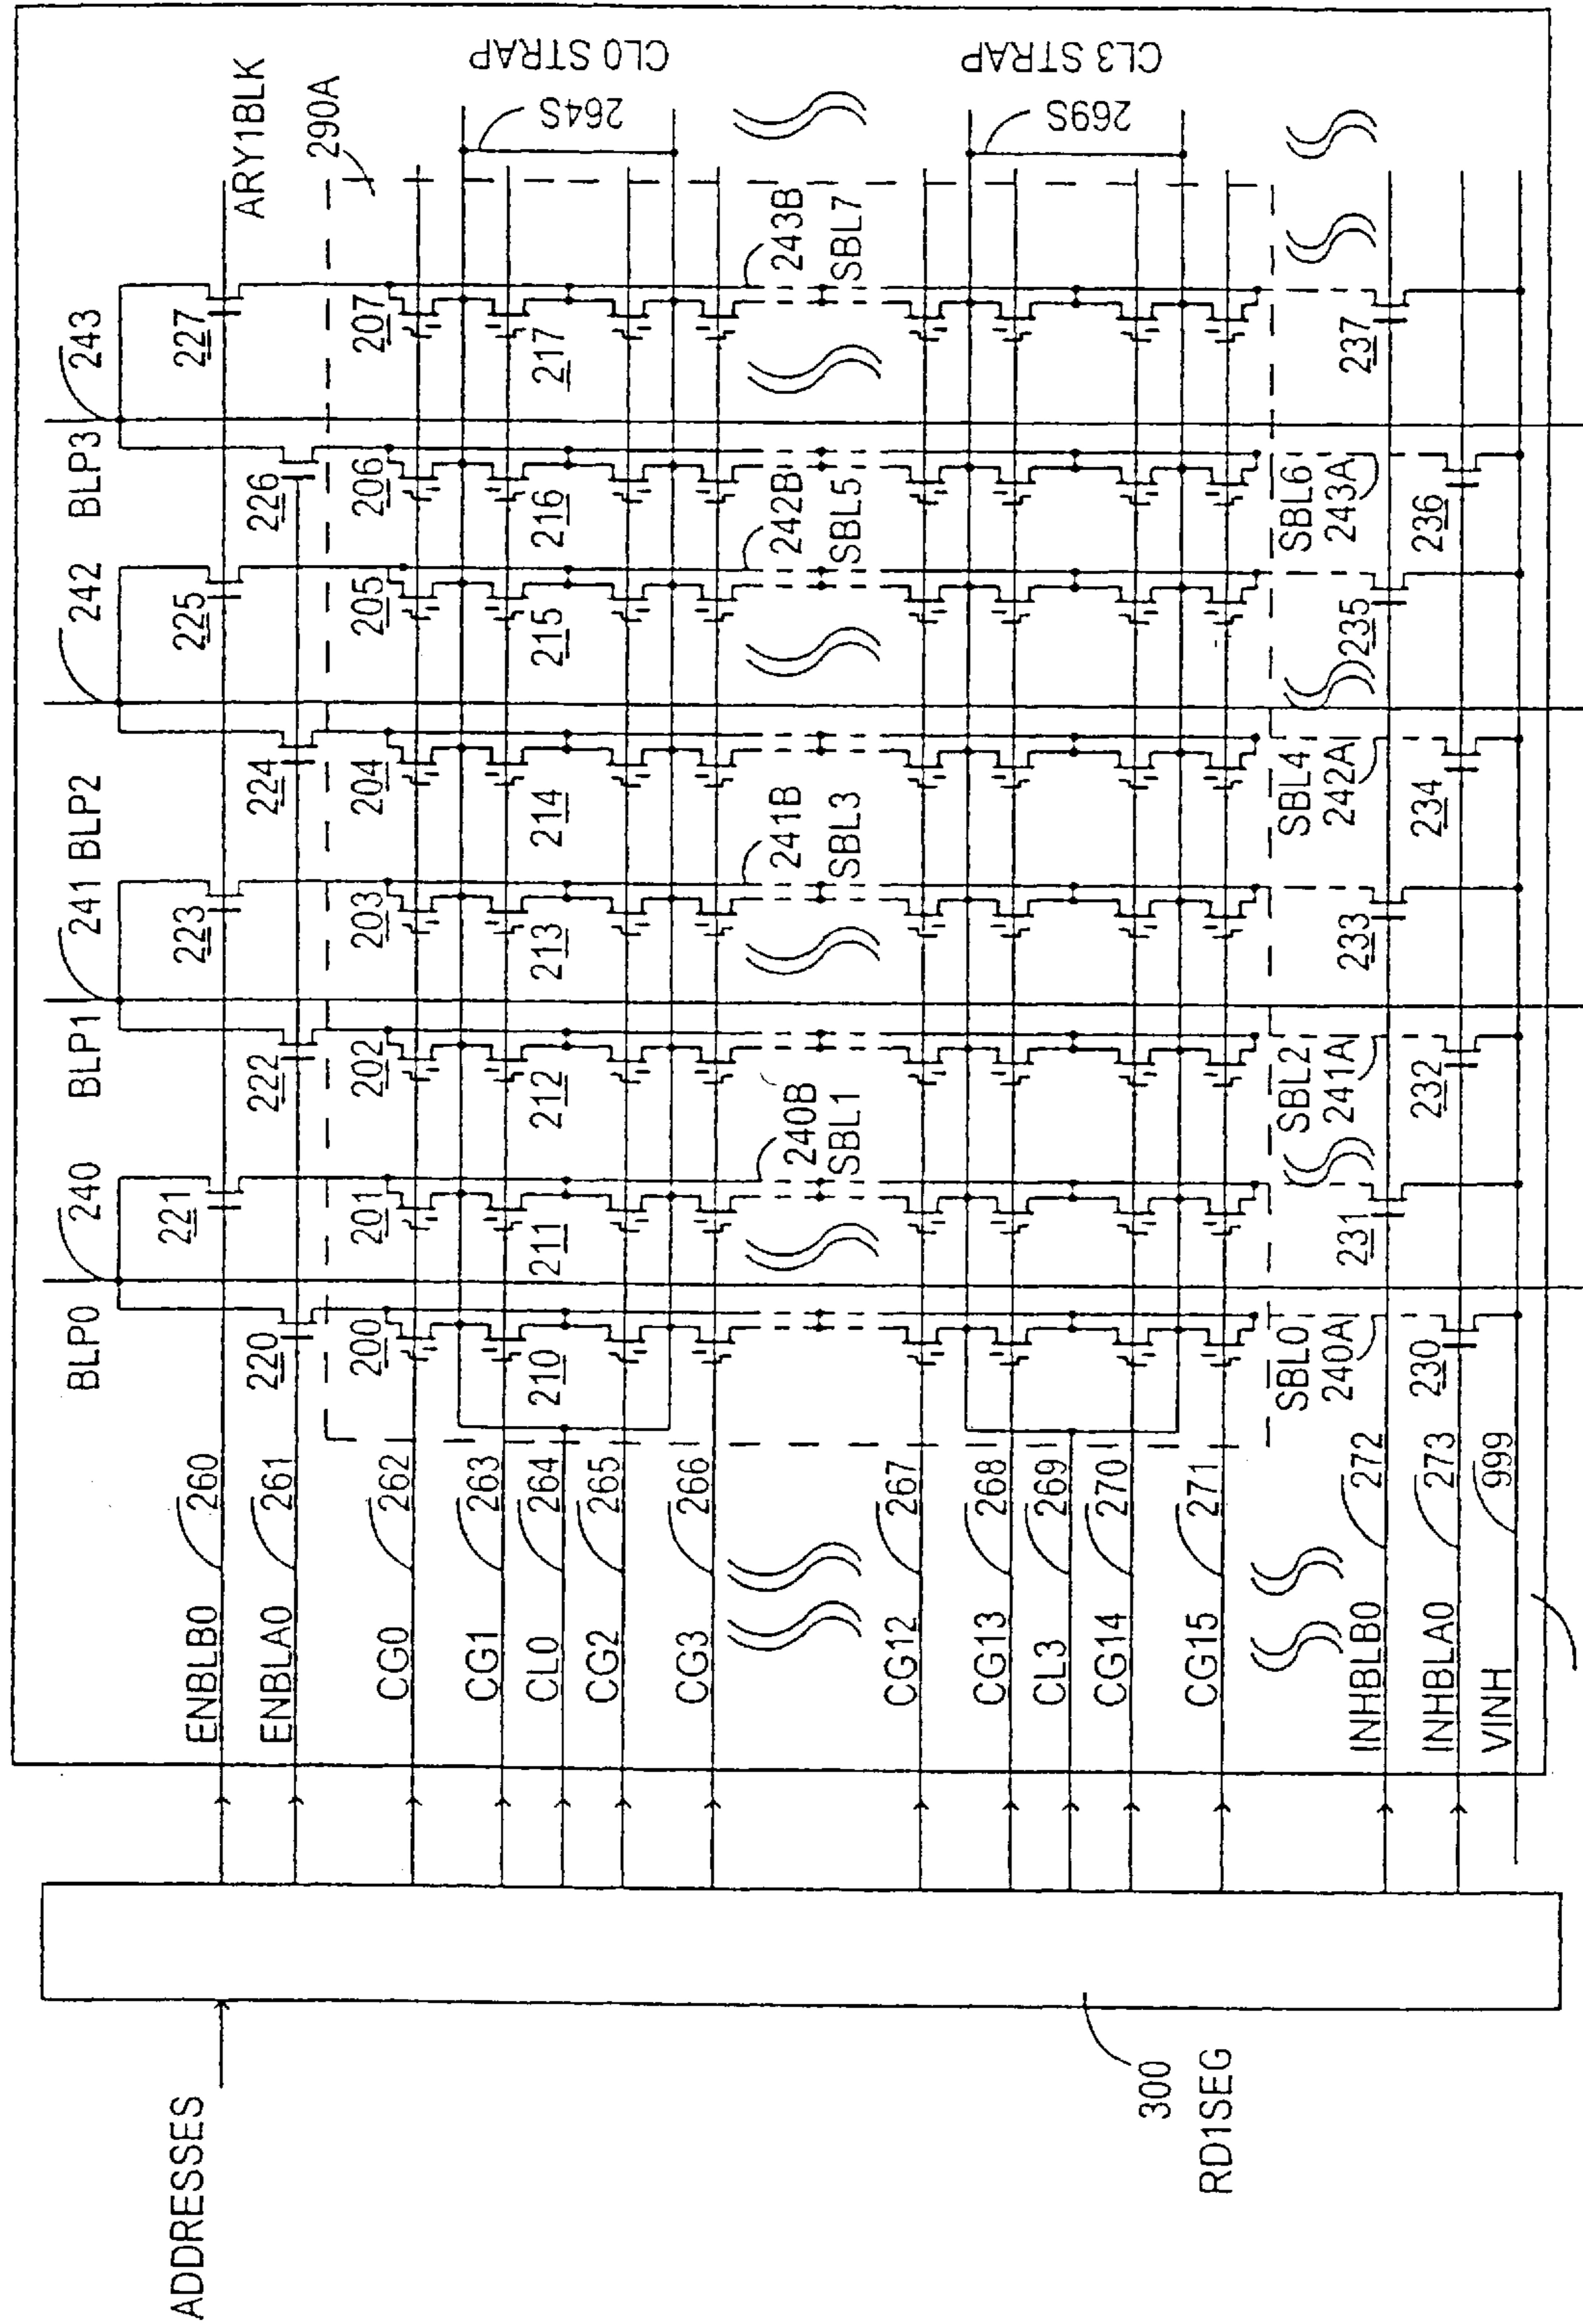 ADDRESSES
300
RD1SEG
BLP0
240
BLP1
241
BLP2
242
BLP3
243
ENBLB0
260
221
223
225
227
ARY1BLK
ENBLA0
261
220
222
224
226
290A
CG0
262
200
201
202
203
204
205
206
207
CG1
263
CL0
264
210
211
212
213
214
215
216
217
CL0 STRAP
264S
CG2
265
CG3
266
240B
SBL1
241B
SBL3
242B
SBL5
243B
SBL7
CG12
267
CG13
268
CL3
269
CL3 STRAP
269S
CG14
270
CG15
271
SBL0
240A
SBL2
241A
SBL4
242A
SBL6
243A
INHBLB0
272
231
233
235
237
INHBLA0
273
230
232
234
236
VINH
999